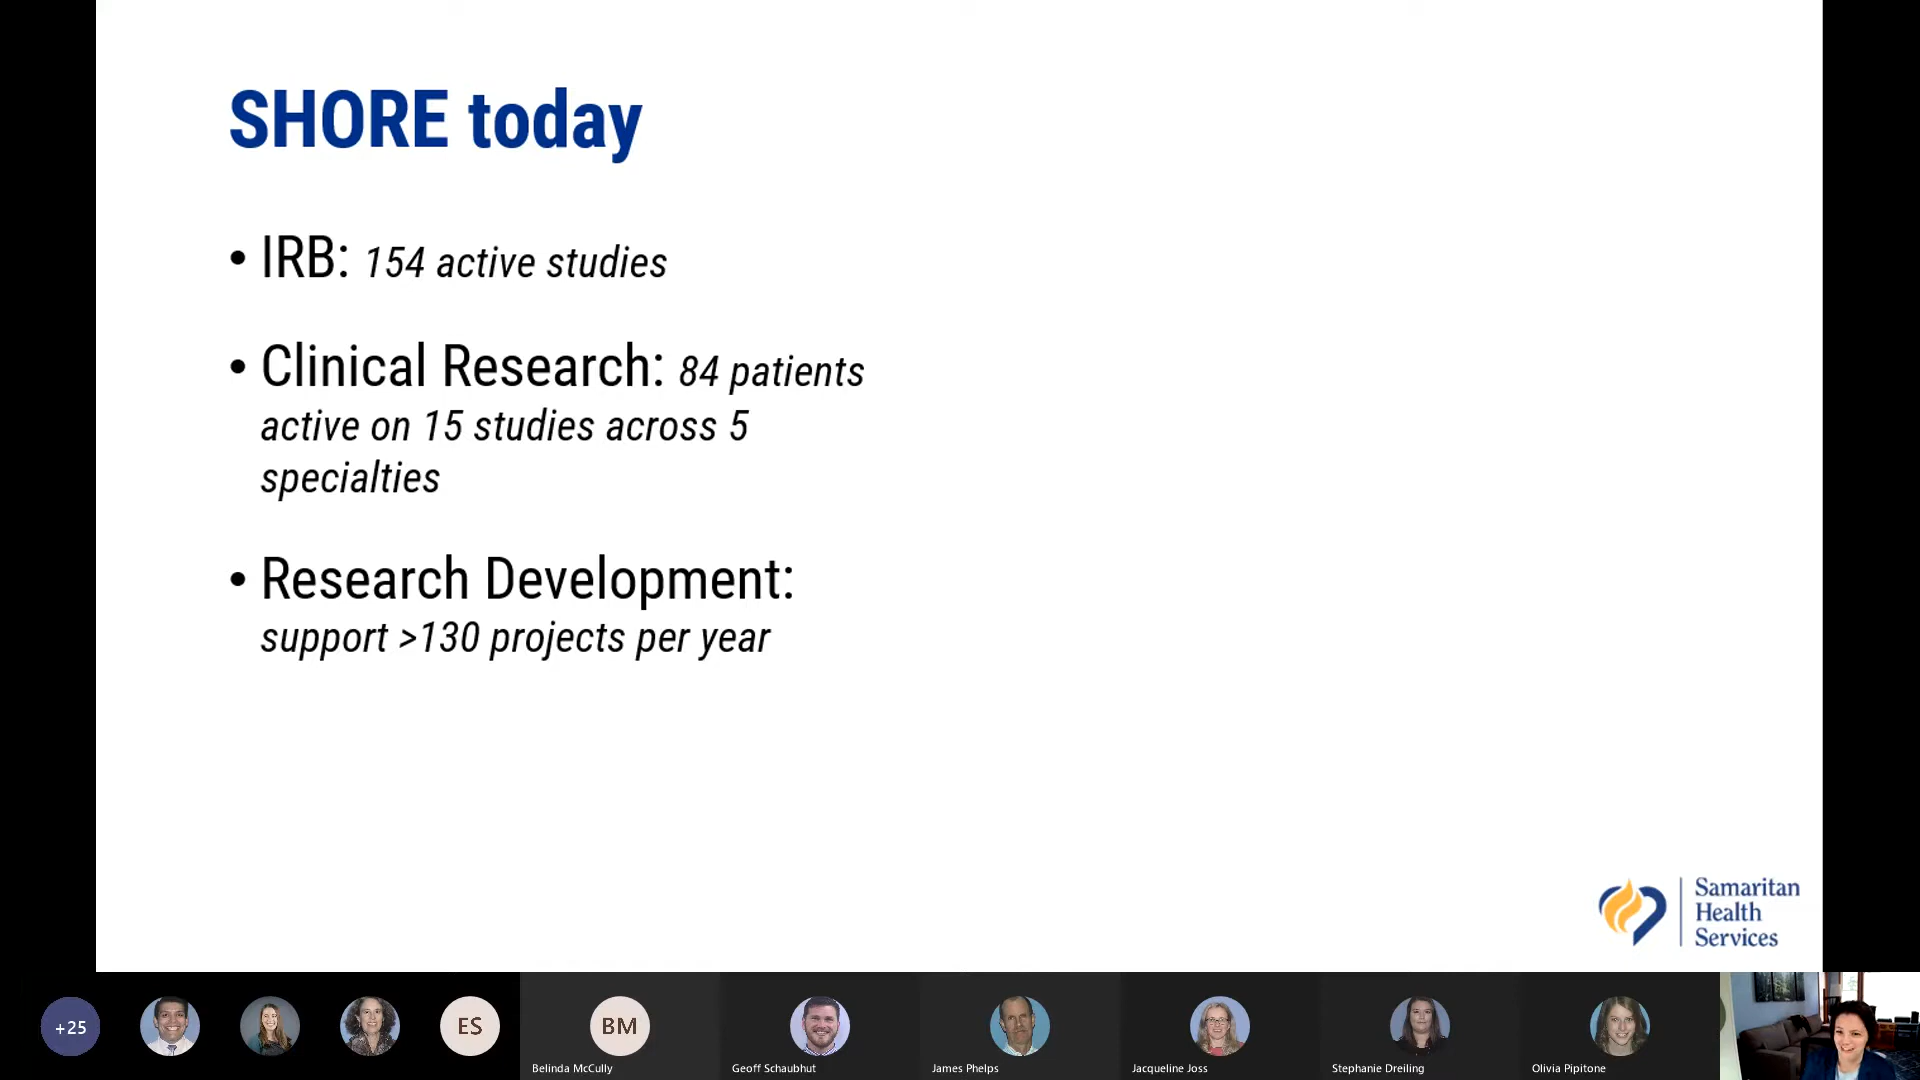 SHORE today
• IRB: 154 active studies
• Clinical Research: 84 patients
active on 15 studies across 5
specialties
• Research Development:
support >130 projects per year
Samaritan
Health
Services
+25
ES
BM
Belinda McCully
Geoff Schaubhut
James Phelps
Jacqueline Joss
Stephanie Dreiling
Olivia Pipitone